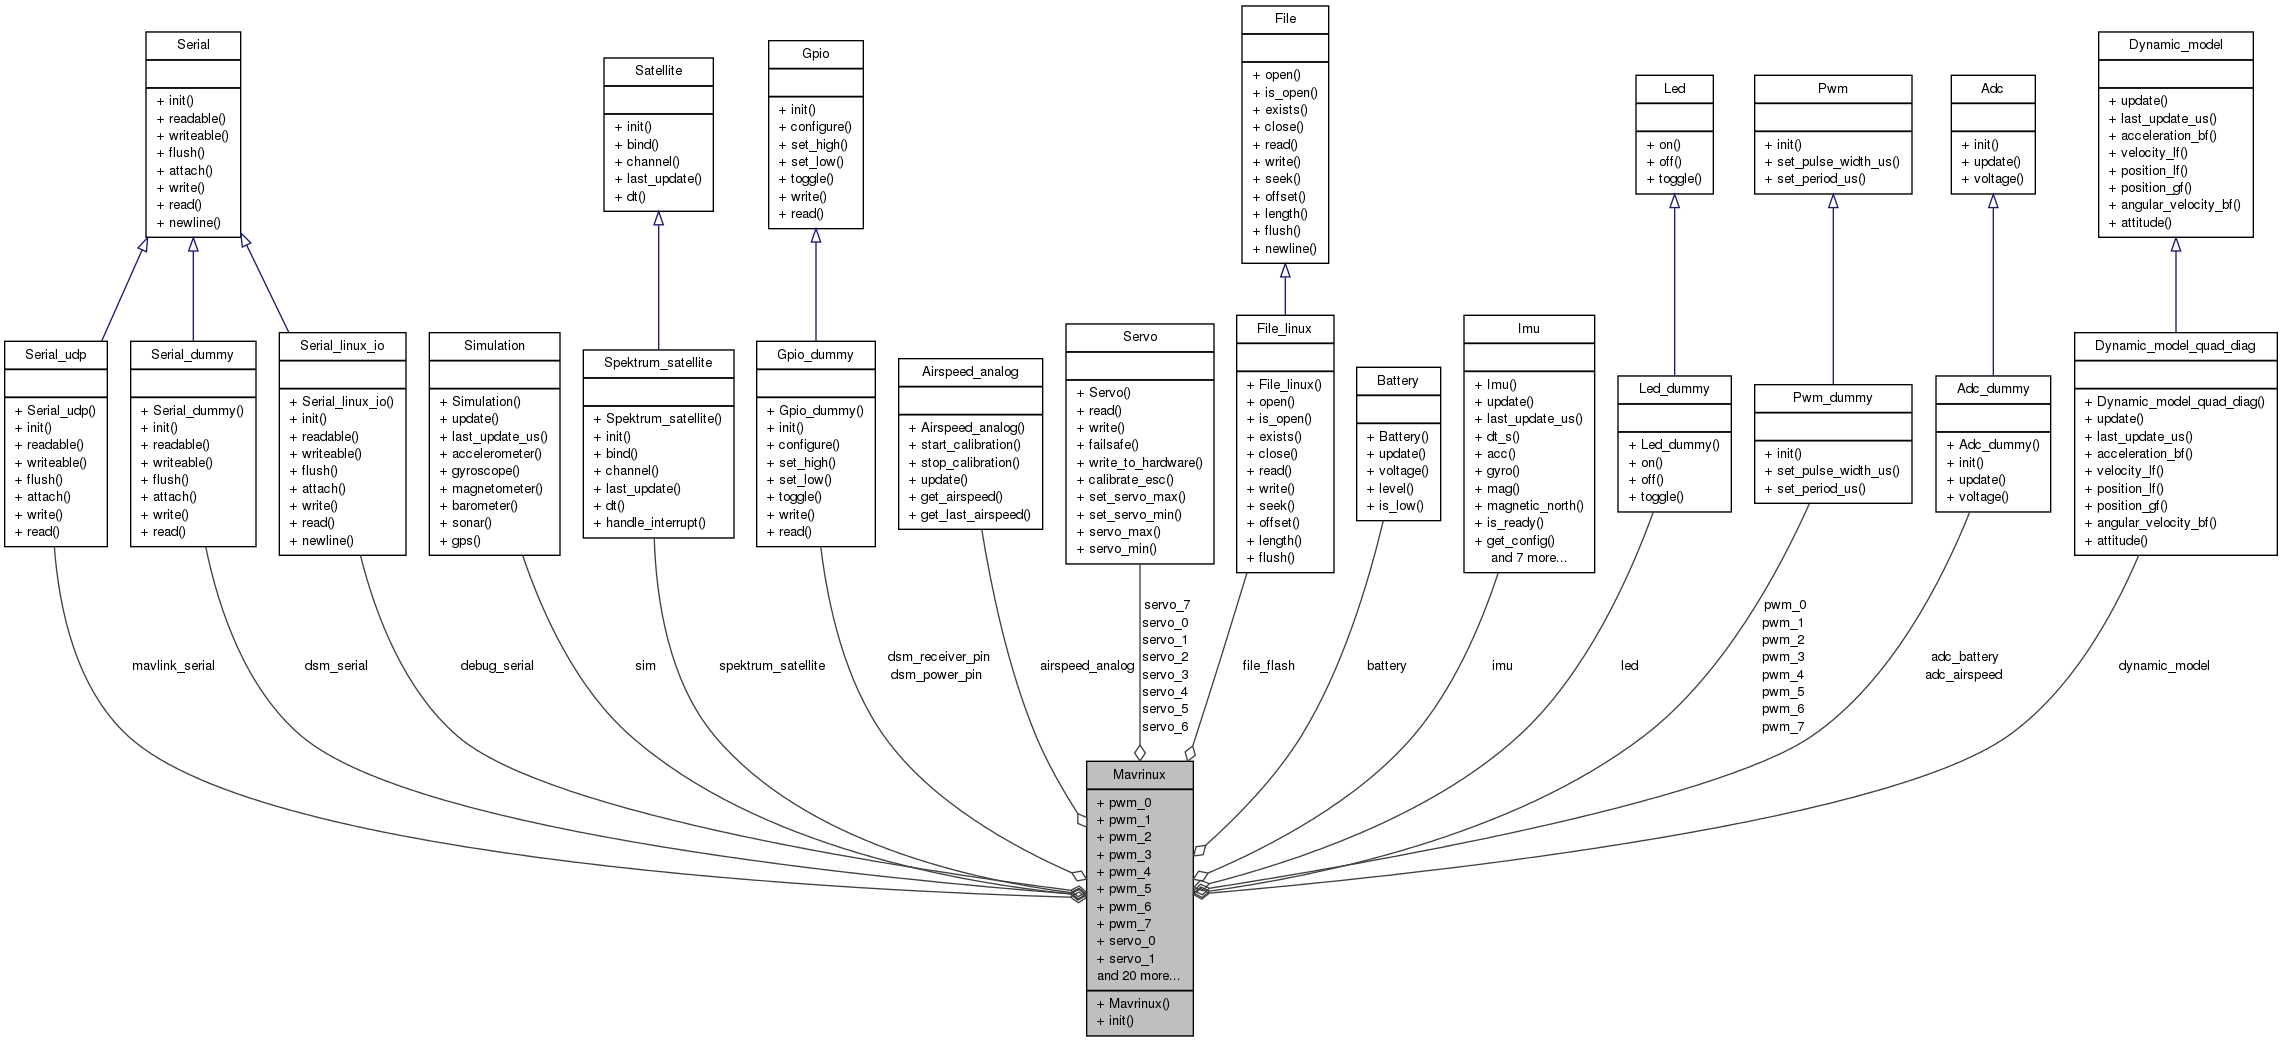 Serial
+ init()
+ readable()
+ writeable()
+ flush()
+ attach()
+ write()
+ read()
+ newline()
Satellite
+ init()
+ bind()
+ channel()
+ last_update()
+ dt()
Gpio
+ init()
+ configure()
+ set_high()
+ set_low()
+ toggle()
+ write()
+ read()
File
+ open()
+ is_open()
+ exists()
+ close()
+ read()
+ write()
+ seek()
+ offset()
+ length()
+ flush()
+ newline()
Led
+ on()
+ off()
+ toggle()
Pwm
+ init()
+ set_pulse_width_us()
+ set_period_us()
Adc
+ init()
+ update()
+ voltage()
Dynamic_model
+ update()
+ last_update_us()
+ acceleration_bf()
+ velocity_lf()
+ position_lf()
+ position_gf()
+ angular_velocity_bf()
+ attitude()
Serial_udp
+ Serial_udp()
+ init()
+ readable()
+ writeable()
+ flush()
+ attach()
+ write()
+ read()
Serial_dummy
+ Serial_dummy()
+ init()
+ readable()
+ writeable()
+ flush()
+ attach()
+ write()
+ read()
Serial_linux_io
+ Serial_linux_io()
+ init()
+ readable()
+ writeable()
+ flush()
+ attach()
+ write()
+ read()
+ newline()
Simulation
+ Simulation()
+ update()
+ last_update_us()
+ accelerometer()
+ gyroscope()
+ magnetometer()
+ barometer()
+ sonar()
+ gps()
Spektrum_satellite
+ Spektrum_satellite()
+ init()
+ bind()
+ channel()
+ last_update()
+ dt()
+ handle_interrupt()
Gpio_dummy
+ Gpio_dummy()
+ init()
+ configure()
+ set_high()
+ set_low()
+ toggle()
+ write()
+ read()
Airspeed_analog
+ Airspeed_analog()
+ start_calibration()
+ stop_calibration()
+ update()
+ get_airspeed()
+ get_last_airspeed()
Servo
+ Servo()
+ read()
+ write()
+ failsafe()
+ write_to_hardware()
+ calibrate_esc()
+ set_servo_max()
+ set_servo_min()
+ servo_max()
+ servo_min()
File_linux
+ File_linux()
+ open()
+ is_open()
+ exists()
+ close()
+ read()
+ write()
+ seek()
+ offset()
+ length()
+ flush()
Battery
+ Battery()
+ update()
+ voltage()
+ level()
+ is_low()
Imu
+ Imu()
+ update()
+ last_update_us()
+ dt_s()
+ acc()
+ gyro()
+ mag()
+ magnetic_north()
+ is_ready()
+ get_config()
and 7 more...
Led_dummy
+ Led_dummy()
+ on()
+ off()
+ toggle()
Pwm_dummy
+ init()
+ set_pulse_width_us()
+ set_period_us()
Adc_dummy
+ Adc_dummy()
+ init()
+ update()
+ voltage()
Dynamic_model_quad_diag
+ Dynamic_model_quad_diag()
+ update()
+ last_update_us()
+ acceleration_bf()
+ velocity_lf()
+ position_lf()
+ position_gf()
+ angular_velocity_bf()
+ attitude()
mavlink_serial
dsm_serial
debug_serial
sim
spektrum_satellite
dsm_receiver_pin
dsm_power_pin
airspeed_analog
servo_7
servo_0
servo_1
servo_2
servo_3
servo_4
servo_5
servo_6
file_flash
battery
imu
led
pwm_0
pwm_1
pwm_2
pwm_3
pwm_4
pwm_5
pwm_6
pwm_7
adc_battery
adc_airspeed
dynamic_model
Mavrinux
+ pwm_0
+ pwm_1
+ pwm_2
+ pwm_3
+ pwm_4
+ pwm_5
+ pwm_6
+ pwm_7
+ servo_0
+ servo_1
and 20 more...
+ Mavrinux()
+ init()